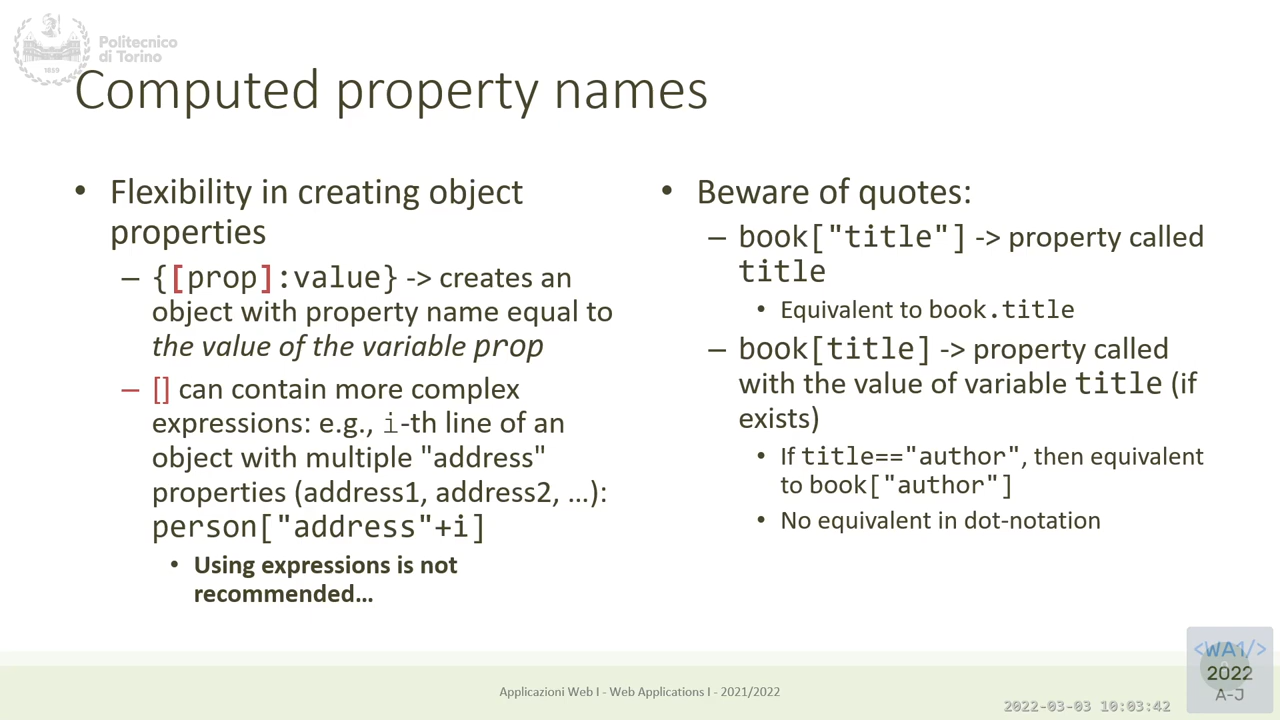 Politecnico
di Torino
1859
Computed property names
• Flexibility in creating object
properties
– {[prop]:value} -> creates an
object with property name equal to
the value of the variable prop
– [] can contain more complex
expressions: e.g., i-th line of an
object with multiple "address"
properties (address1, address2, …):
person["address"+i]
• Using expressions is not
recommended…
• Beware of quotes:
– book["title"] -> property called
title
• Equivalent to book.title
– book[title] -> property called
with the value of variable title (if
exists)
• If title=="author", then equivalent
to book["author"]
• No equivalent in dot-notation
Applicazioni Web I - Web Applications I - 2021/2022
<WA1/>
2022
A-J
2022-03-03 10:03:42